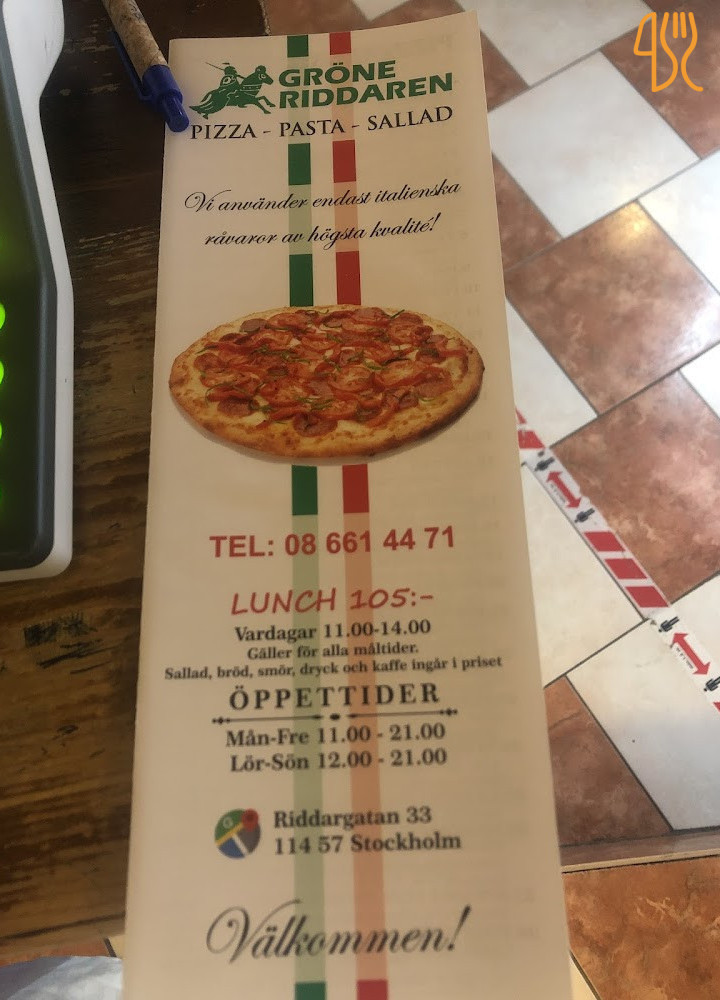 GRÖNE
RIDDAREN
PIZZA - PASTA - SALLAD
Vi använder endast italienska
råvaror av högsta kvalité!
TEL: 08 661 44 71
LUNCH 105:-
Vardagar 11.00-14.00
Gäller för alla måltider.
Sallad, bröd, smör, dryck och kaffe ingår i priset
ÖPPETTIDER
Mån-Fre 11.00 - 21.00
Lör-Sön 12.00 - 21.00
Riddargatan 33
114 57 Stockholm
Välkommen!